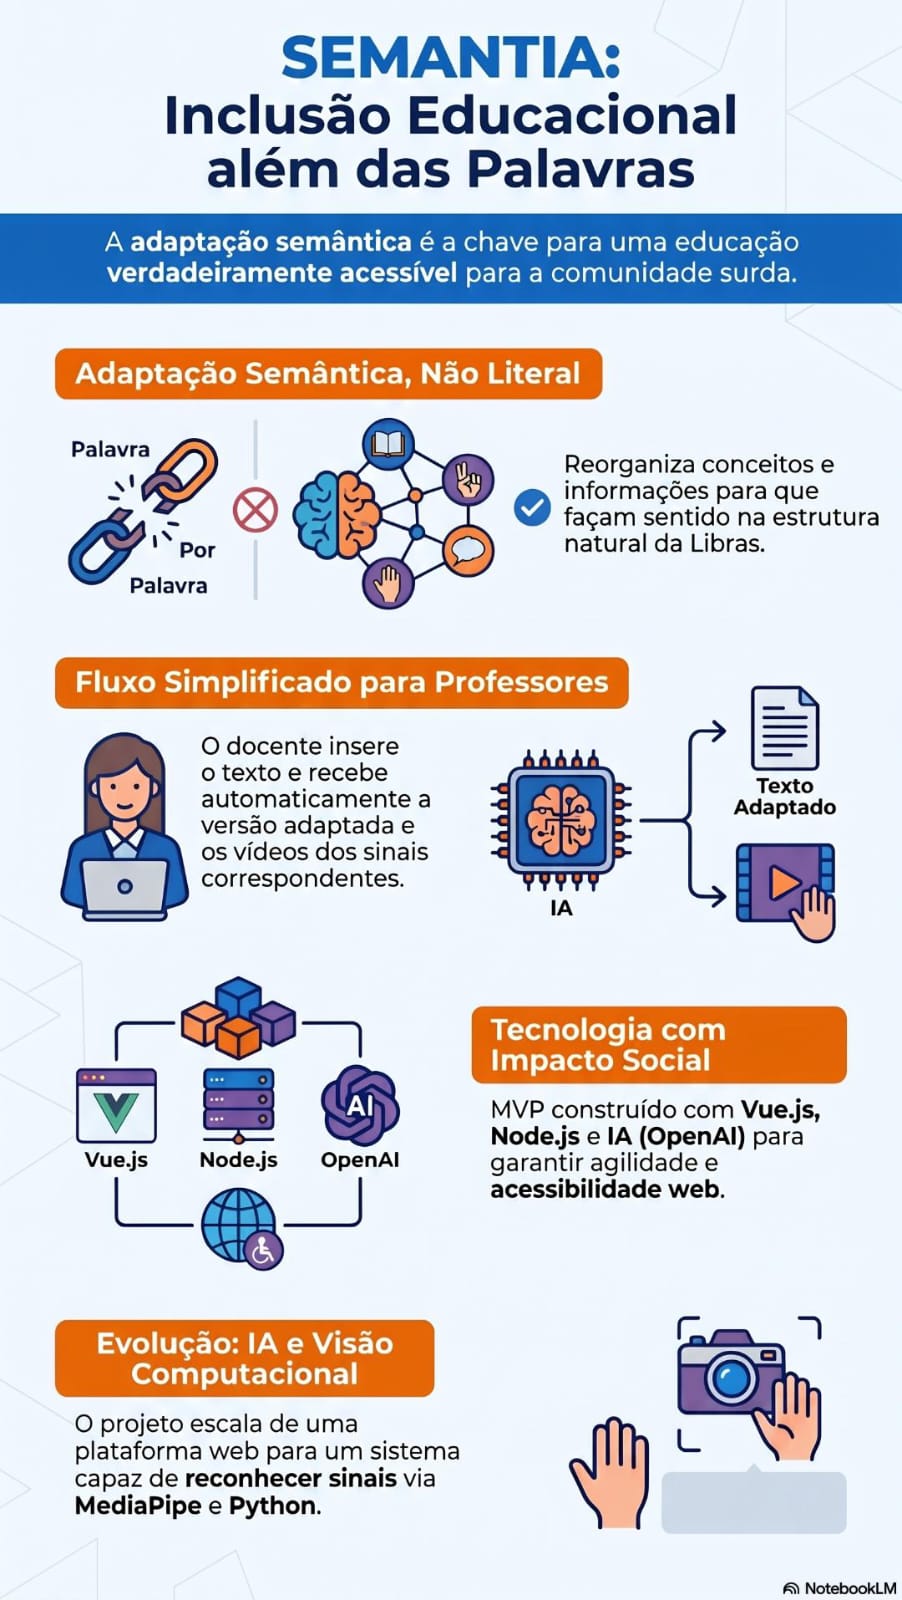 SEMANTIA:
Inclusão Educacional
além das Palavras
A adaptação semântica é a chave para uma educação
verdadeiramente acessível para a comunidade surda.
Adaptação Semântica, Não Literal
Palavra
Por
Palavra
Reorganiza conceitos e
informações para que
façam sentido na estrutura
natural da Libras.
Fluxo Simplificado para Professores
O docente insere
o texto e recebe
automaticamente a
versão adaptada e
os vídeos dos sinais
correspondentes.
IA
Texto
Adaptado
AI
Vue.js
Node.js
OpenAI
Tecnologia com
Impacto Social
MVP construído com Vue.js,
Node.js e IA (OpenAI) para
garantir agilidade e
acessibilidade web.
Evolução: IA e Visão
Computacional
O projeto escala de uma
plataforma web para um sistema
capaz de reconhecer sinais via
MediaPipe e Python.
NotebookLM